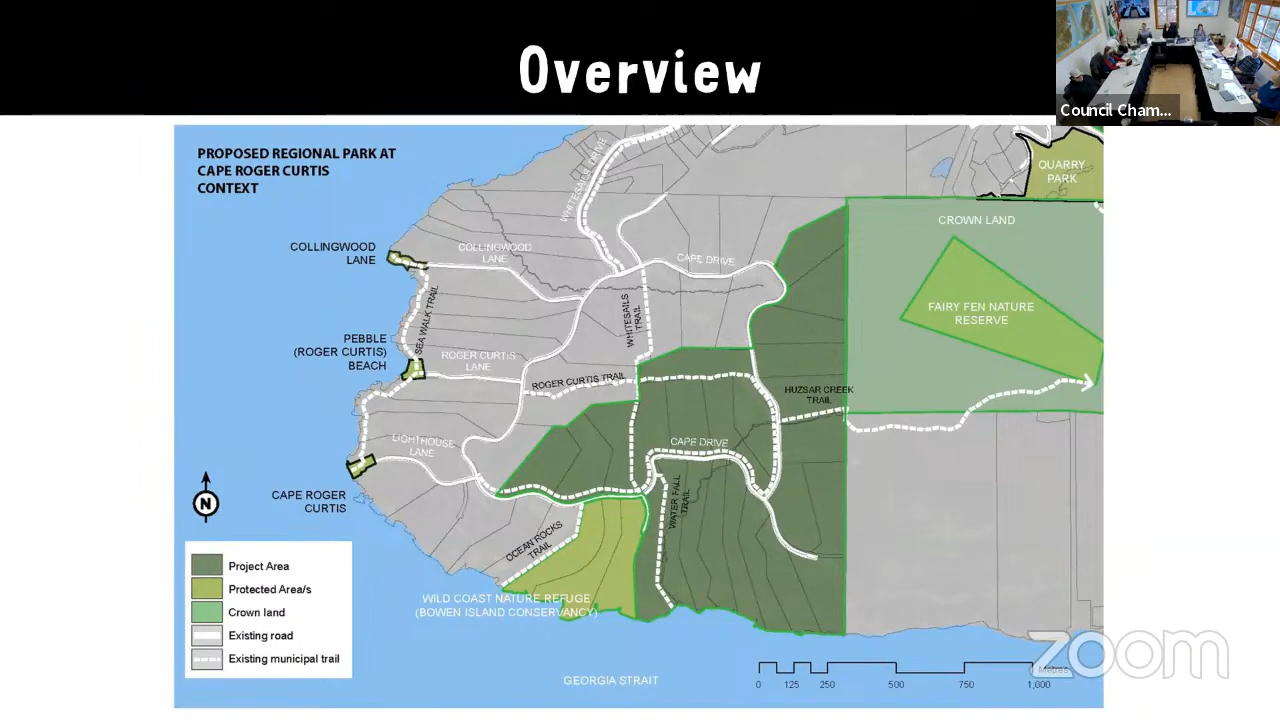 Overview
Council Cham...
PROPOSED REGIONAL PARK AT
CAPE ROGER CURTIS
CONTEXT
WHITESAILS DRIVE
QUARRY
PARK
CROWN LAND
COLLINGWOOD
LANE
COLLINGWOOD
LANE
CAPE DRIVE
SEA WALK TRAIL
WHITESAILS
TRAIL
FAIRY FEN NATURE
RESERVE
PEBBLE
(ROGER CURTIS)
BEACH
ROGER CURTIS
LANE
ROGER CURTIS TRAIL
HUZSAR CREEK
TRAIL
LIGHTHOUSE
LANE
CAPE DRIVE
CAPE ROGER
CURTIS
N
WATER FALL
TRAIL
OCEAN ROCKS
TRAIL
WILD COAST NATURE REFUGE
(BOWEN ISLAND CONSERVANCY)
Project Area
Protected Area/s
Crown land
Existing road
Existing municipal trail
GEORGIA STRAIT
Metres
0 125 250 500 750 1,000
zoom